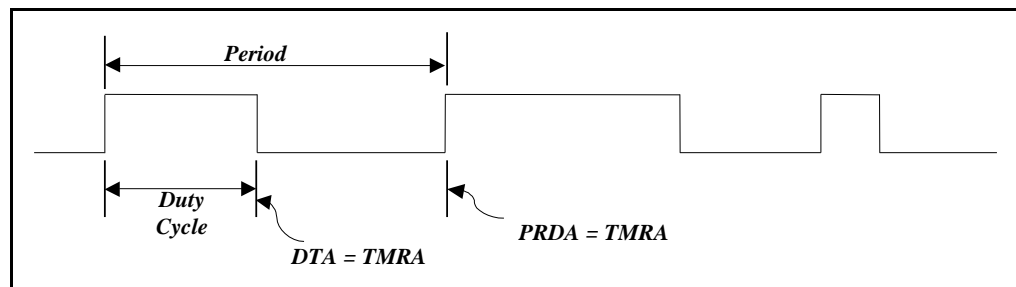 Period
Duty
Cycle
DTA = TMRA
PRDA = TMRA